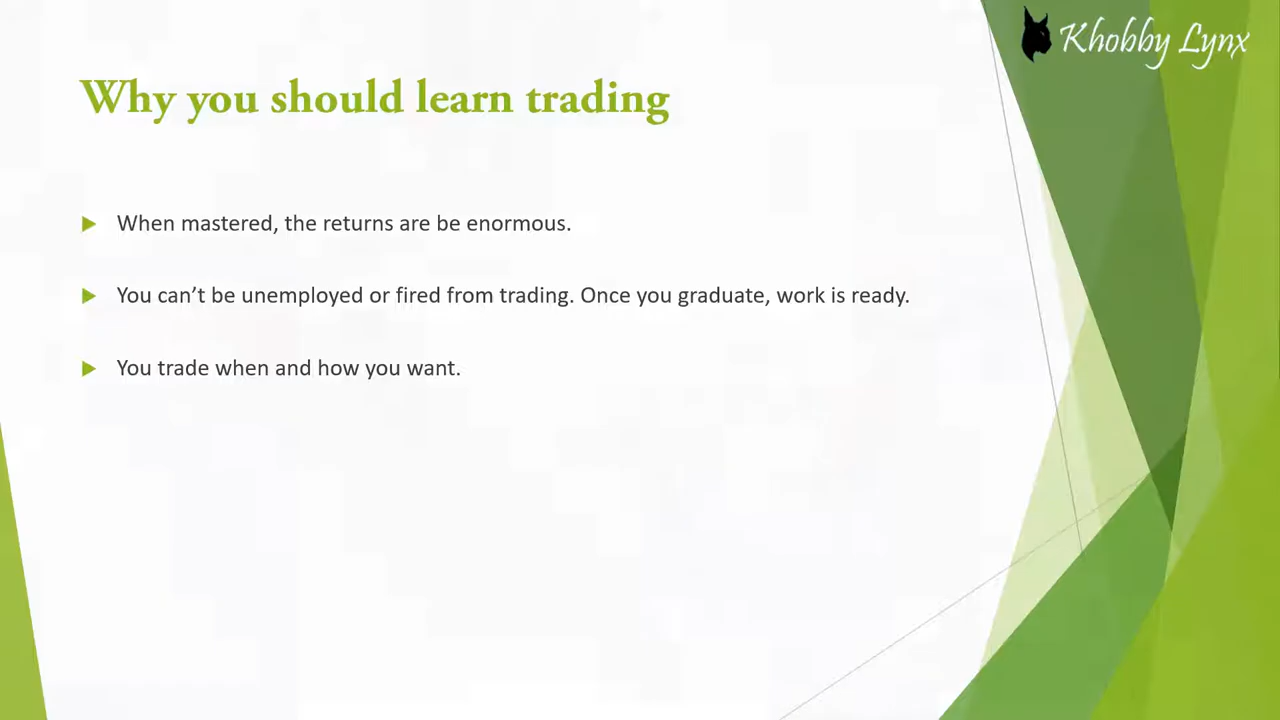 Khobby Lynx
Why you should learn trading
When mastered, the returns are be enormous.
You can’t be unemployed or fired from trading. Once you graduate, work is ready.
You trade when and how you want.